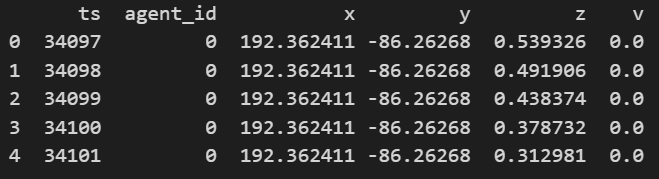 ts agent_id x y z v
0 34097 0 192.362411 -86.26268 0.539326 0.0
1 34098 0 192.362411 -86.26268 0.491906 0.0
2 34099 0 192.362411 -86.26268 0.438374 0.0
3 34100 0 192.362411 -86.26268 0.378732 0.0
4 34101 0 192.362411 -86.26268 0.312981 0.0